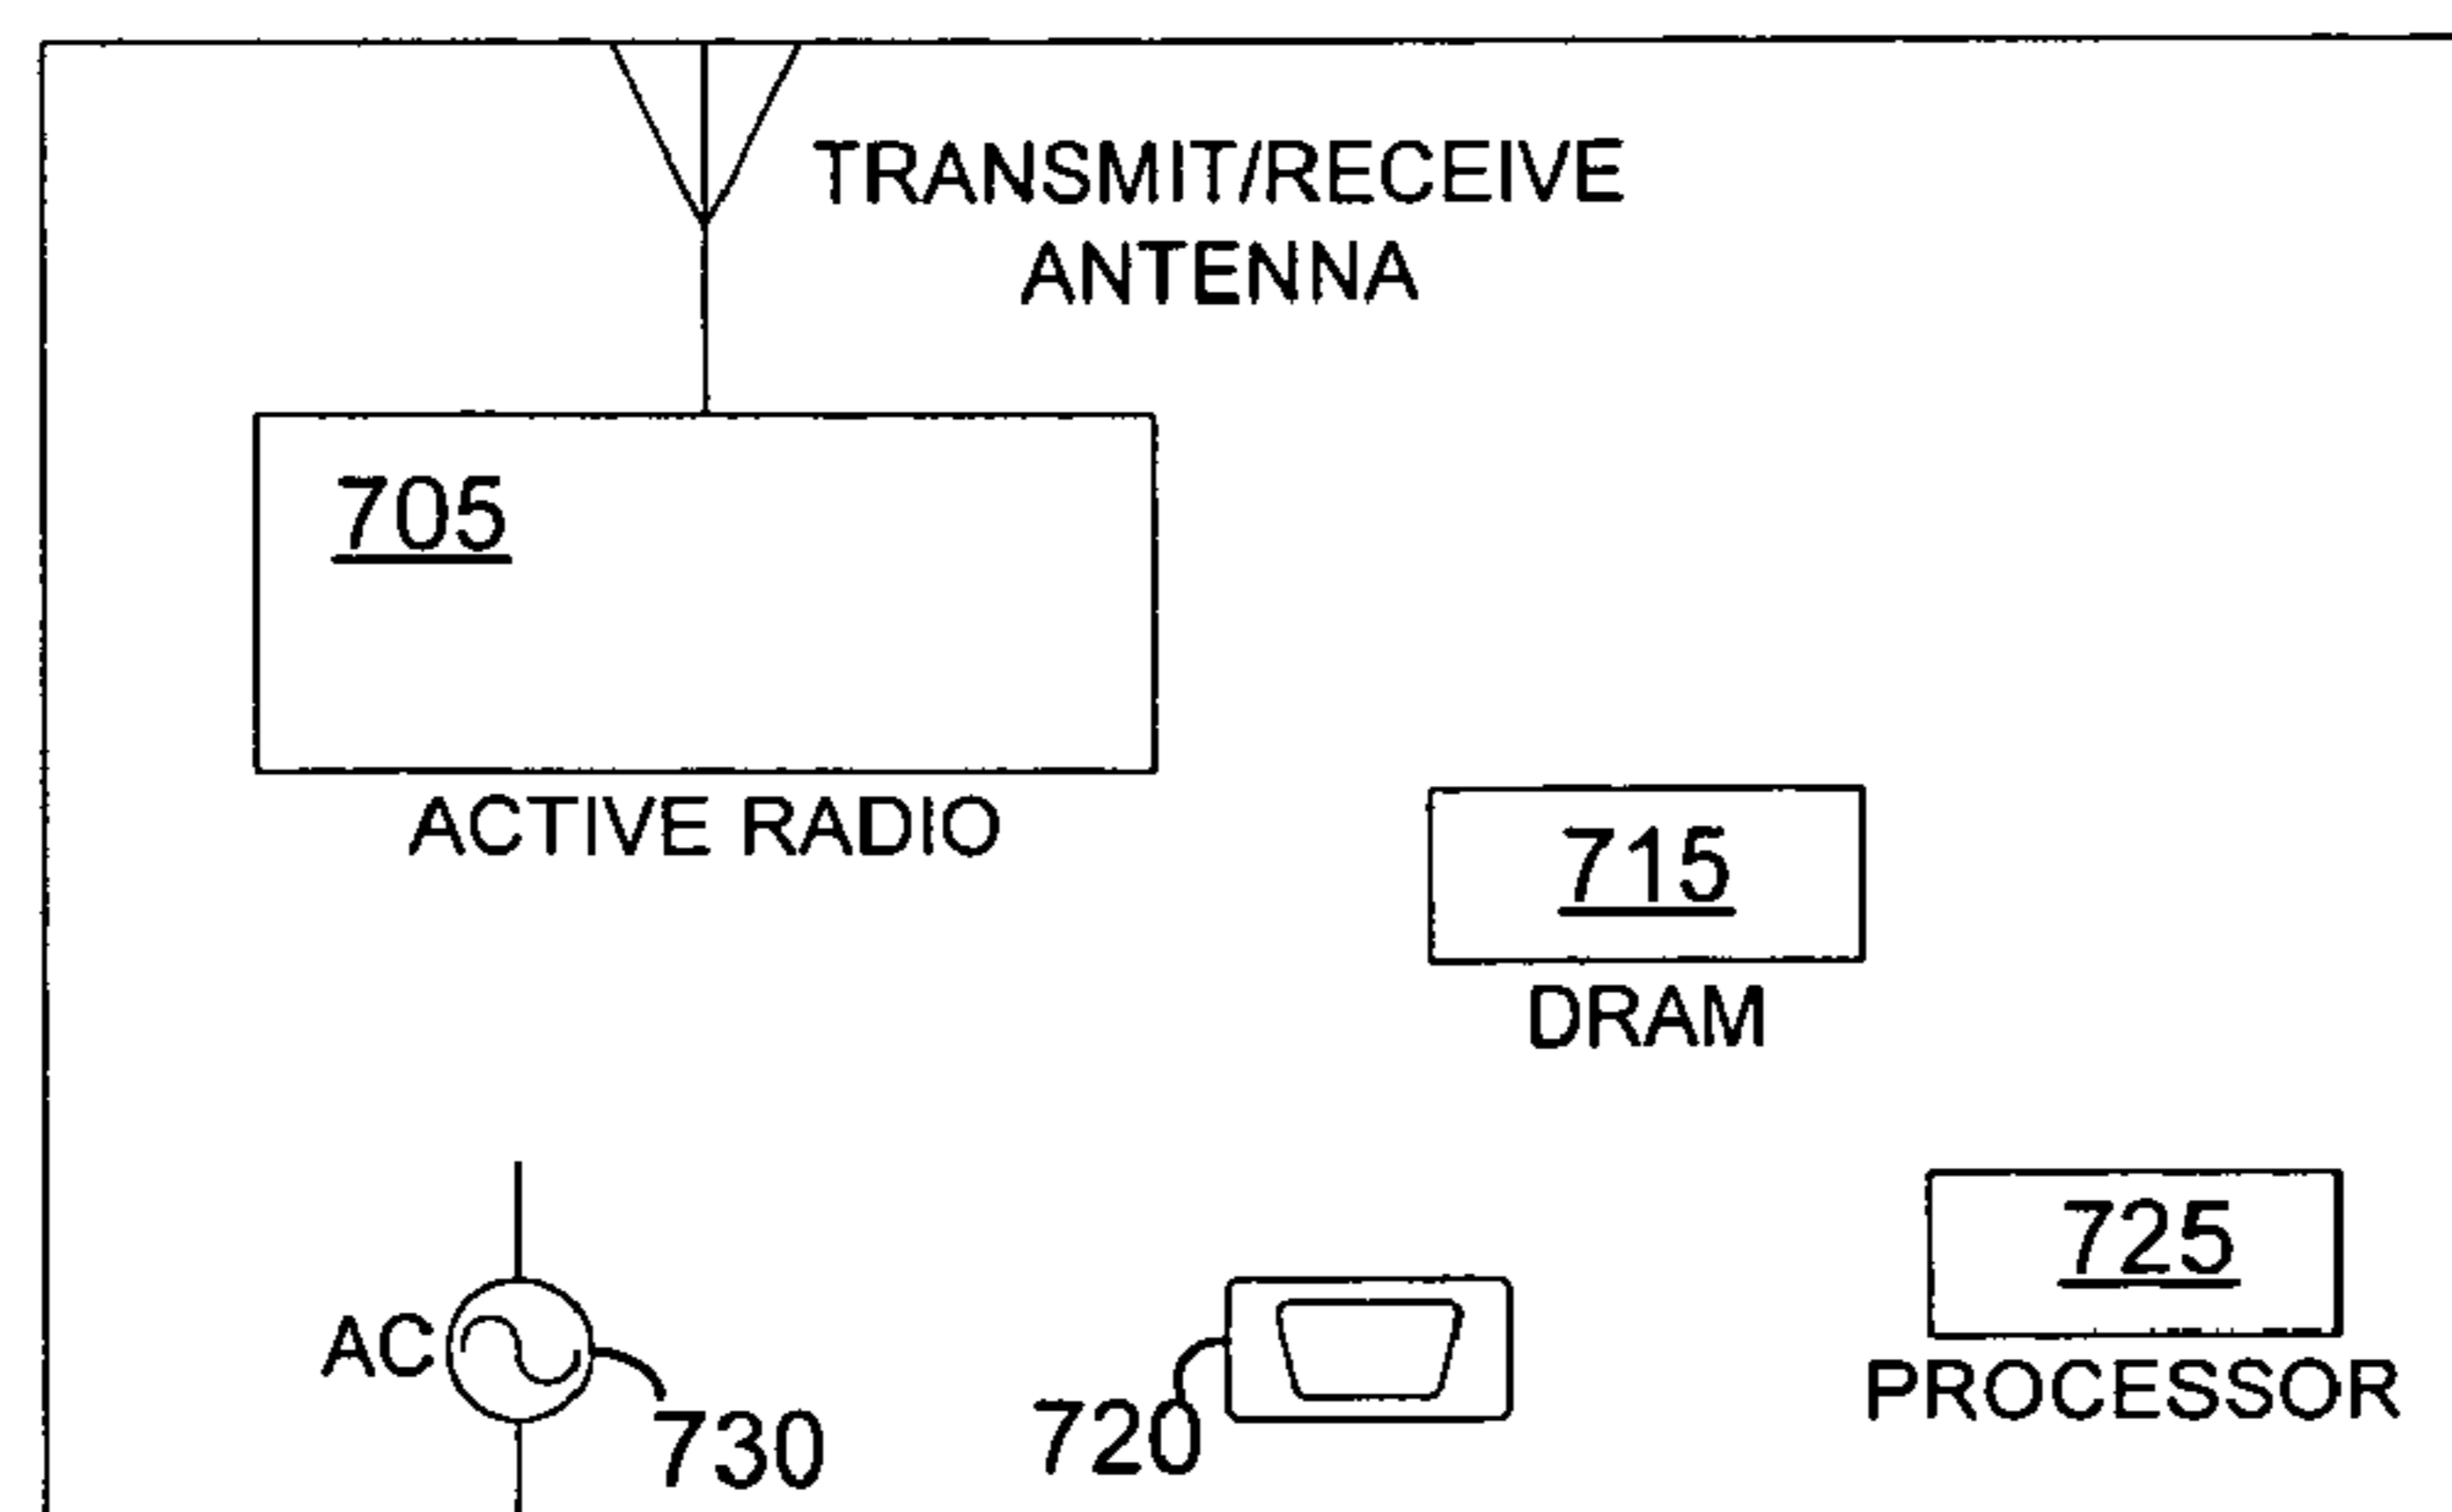 TRANSMIT/RECEIVE
ANTENNA
705
ACTIVE RADIO
715
DRAM
725
PROCESSOR
AC
730
720